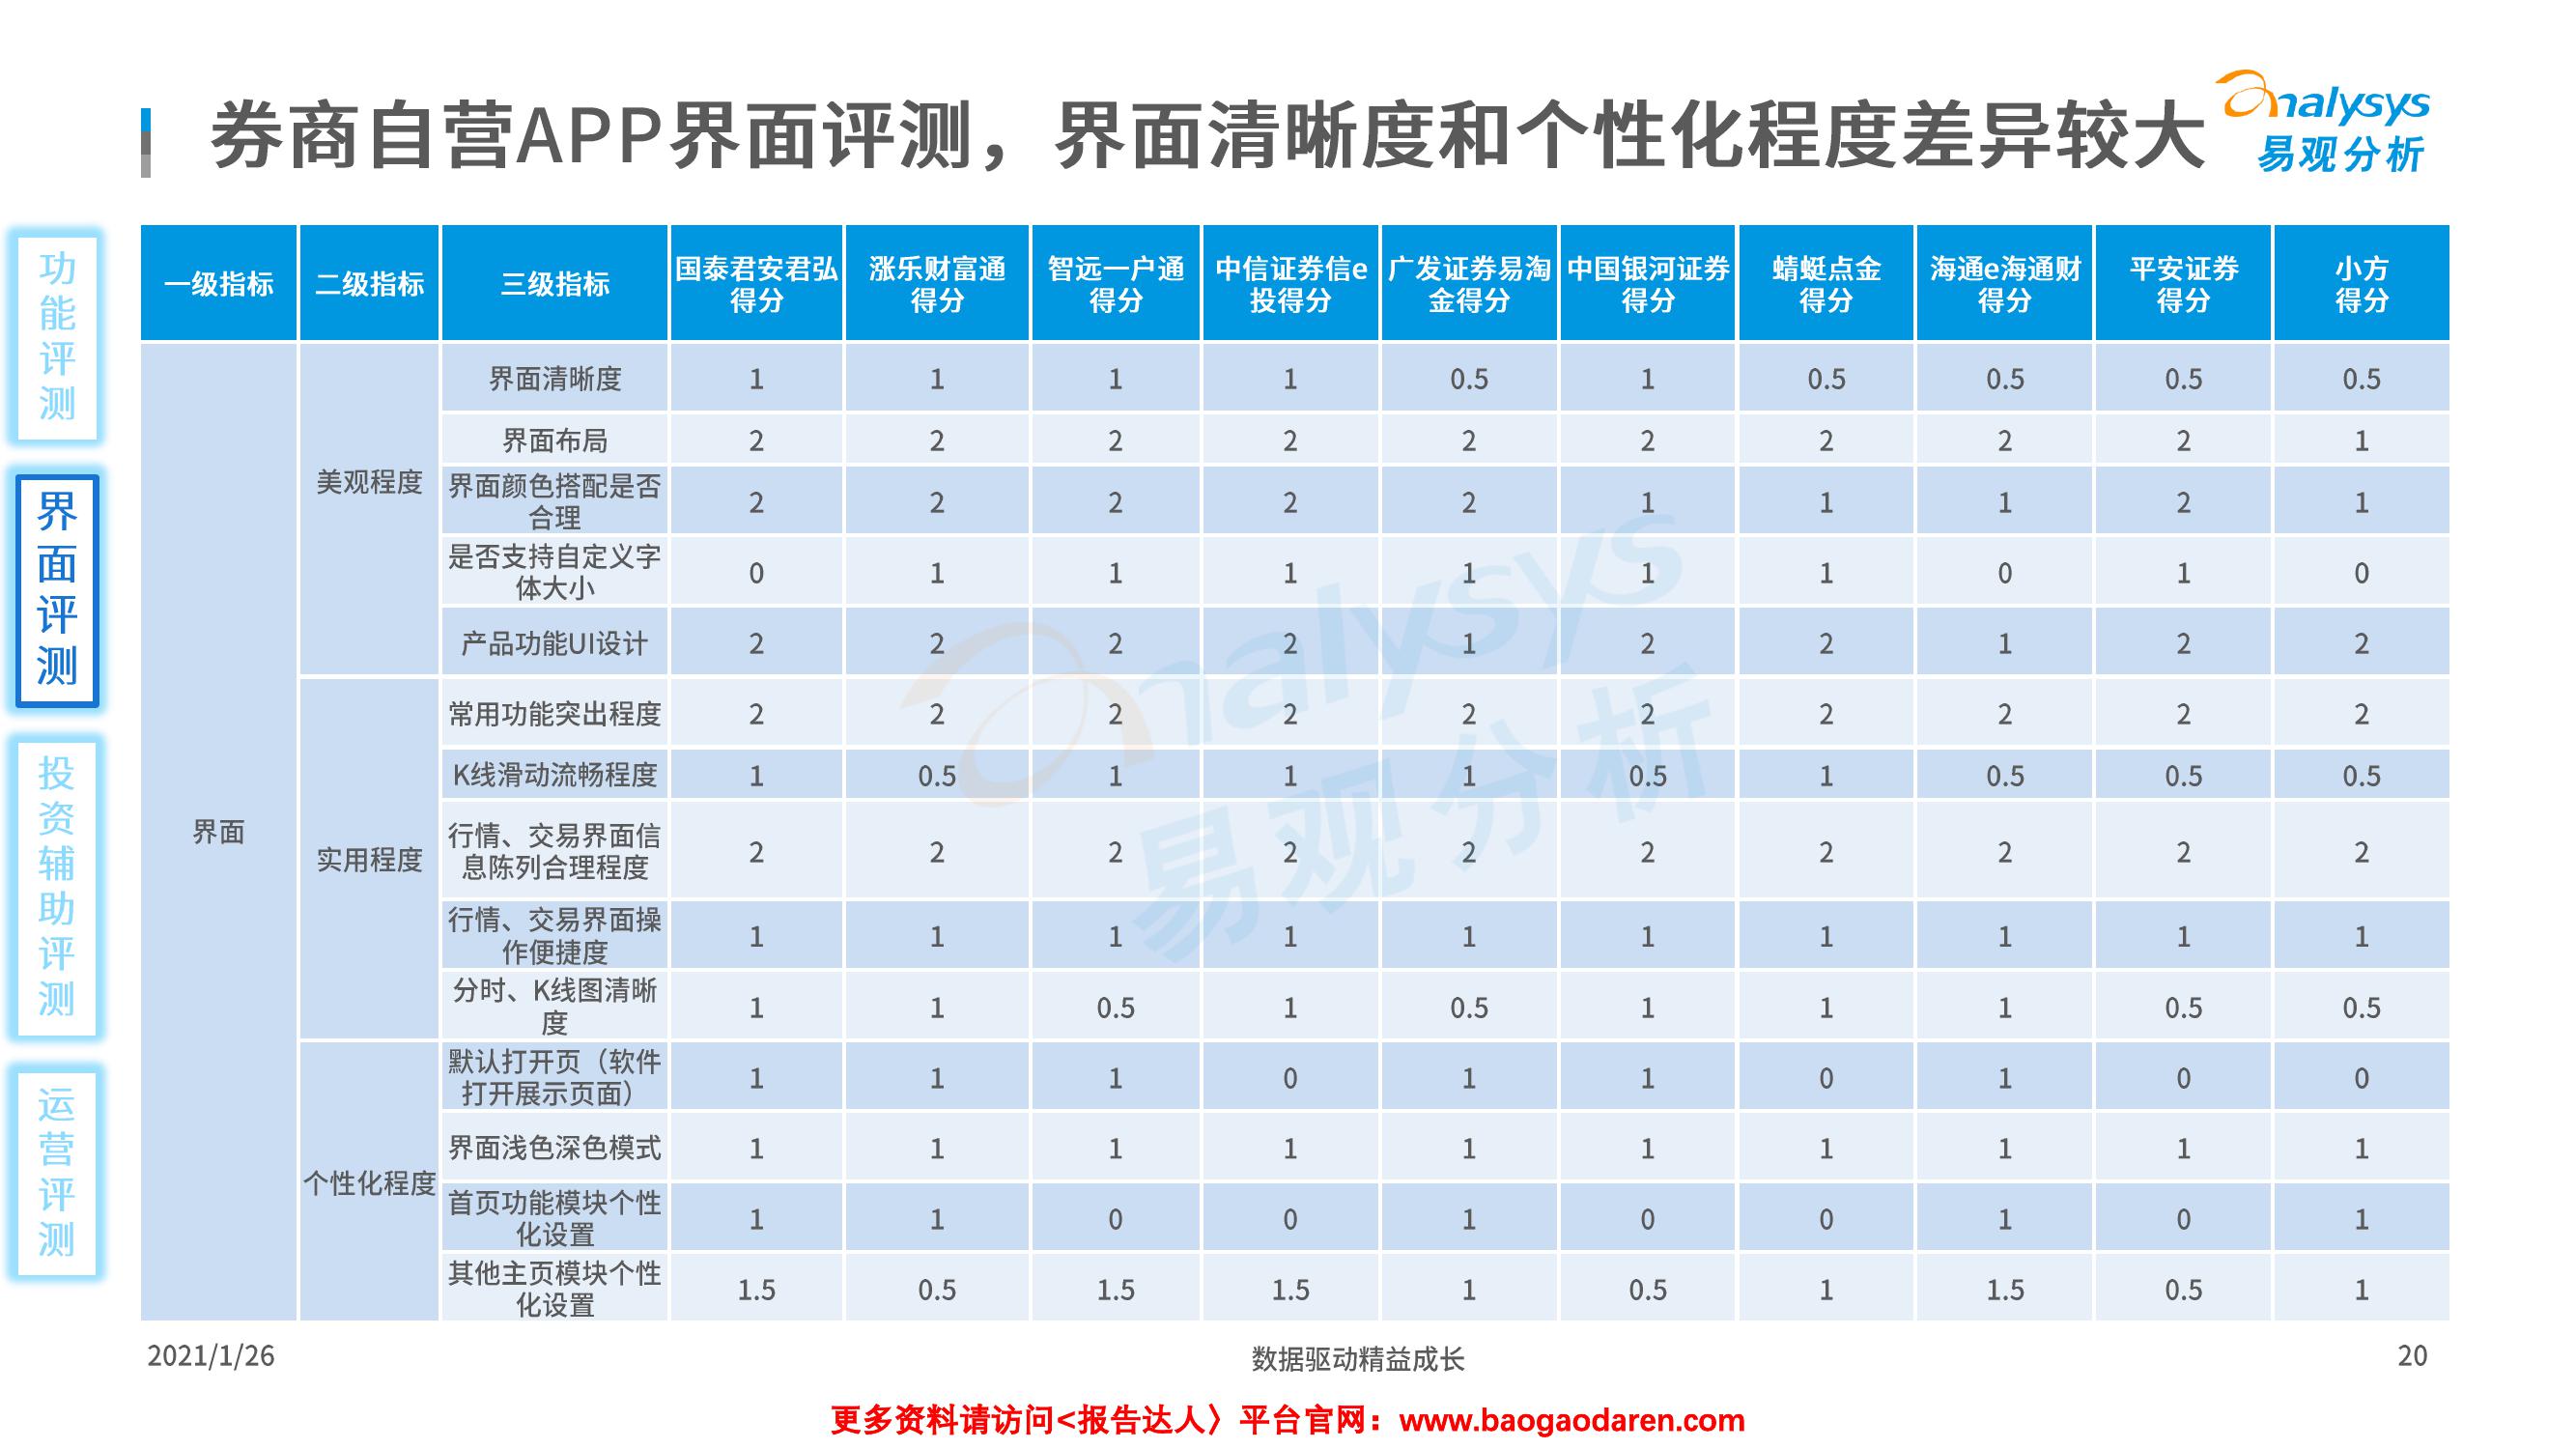 券商自营APP界面评测，界面清晰度和个性化程度差异较大
analysys
易观分析
功能评测
界面评测
投资辅助评测
运营评测
一级指标 二级指标 三级指标 国泰君安君弘得分 涨乐财富通得分 智远一户通得分 中信证券信e投得分 广发证券易淘金得分 中国银河证券得分 蜻蜓点金得分 海通e海通财得分 平安证券得分 小方得分
界面
美观程度
界面清晰度 1 1 1 1 0.5 1 0.5 0.5 0.5 0.5
界面布局 2 2 2 2 2 2 2 2 2 1
界面颜色搭配是否合理 2 2 2 2 2 1 1 1 2 1
是否支持自定义字体大小 0 1 1 1 1 1 1 0 1 0
产品功能UI设计 2 2 2 2 1 2 2 1 2 2
实用程度
常用功能突出程度 2 2 2 2 2 2 2 2 2 2
K线滑动流畅程度 1 0.5 1 1 1 0.5 1 0.5 0.5 0.5
行情、交易界面信息陈列合理程度 2 2 2 2 2 2 2 2 2 2
行情、交易界面操作便捷度 1 1 1 1 1 1 1 1 1 1
分时、K线图清晰度 1 1 0.5 1 0.5 1 1 1 0.5 0.5
个性化程度
默认打开页（软件打开展示页面） 1 1 1 0 1 1 0 1 0 0
界面浅色深色模式 1 1 1 1 1 1 1 1 1 1
首页功能模块个性化设置 1 1 0 0 1 0 0 1 0 1
其他主页模块个性化设置 1.5 0.5 1.5 1.5 1 0.5 1 1.5 0.5 1
analysys
易观分析
2021/1/26
数据驱动精益成长
20
更多资料请访问<报告达人〉平台官网：www.baogaodaren.com